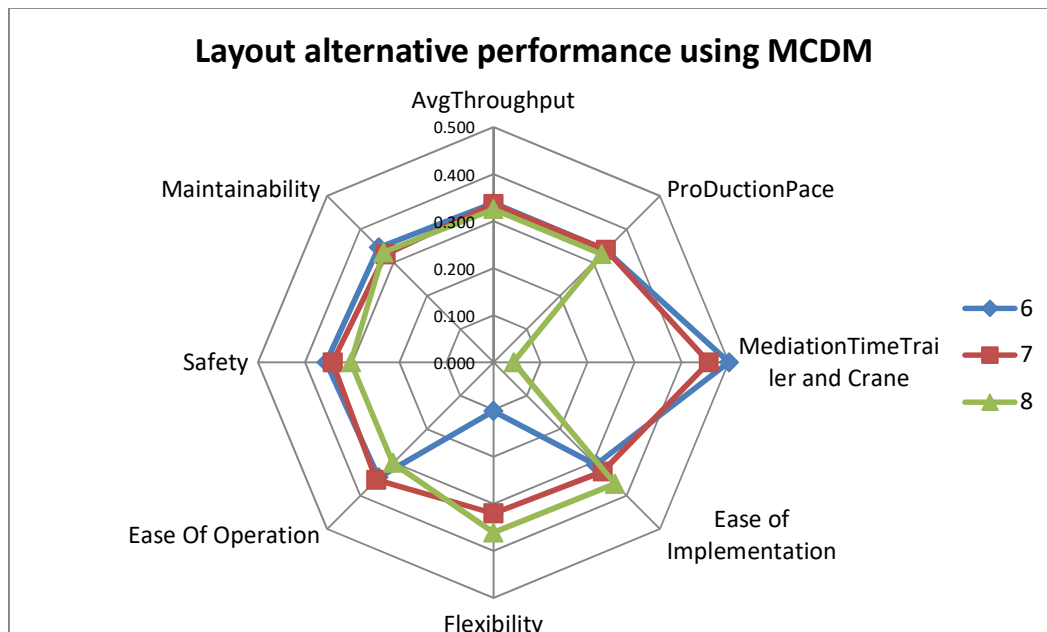 Layout alternative performance using MCDM
AvgThroughput
0.500
0.400
0.300
0.200
0.100
0.000
ProDuctionPace
MediationTimeTrai
ler and Crane
Ease of
Implementation
Flexibility
Ease Of Operation
Safety
Maintainability
6
7
8